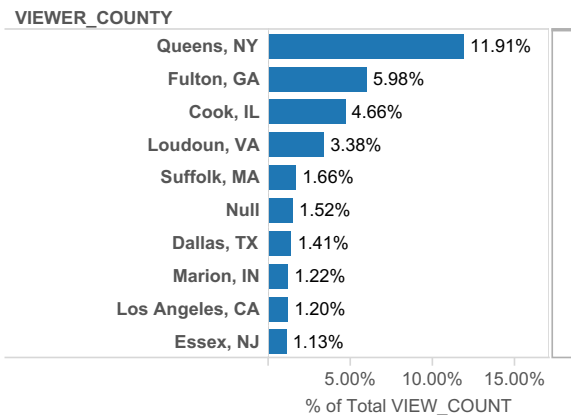 VIEWER_COUNTY
Queens, NY 11.91%
Fulton, GA 5.98%
Cook, IL 4.66%
Loudoun, VA 3.38%
Suffolk, MA 1.66%
Null 1.52%
Dallas, TX 1.41%
Marion, IN 1.22%
Los Angeles, CA 1.20%
Essex, NJ 1.13%
5.00% 10.00% 15.00%
% of Total VIEW_COUNT